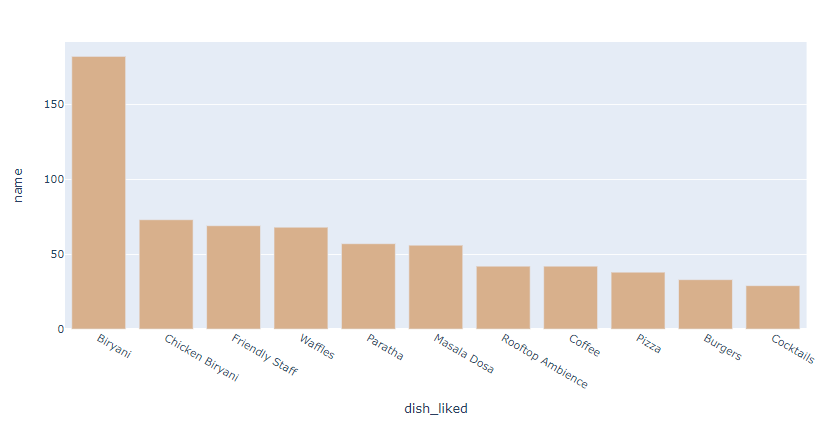 name
150
100
50
0
Biryani
Chicken Biryani
Friendly Staff
Waffles
Paratha
Masala Dosa
Rooftop Ambience
Coffee
Pizza
Burgers
Cocktails
dish_liked